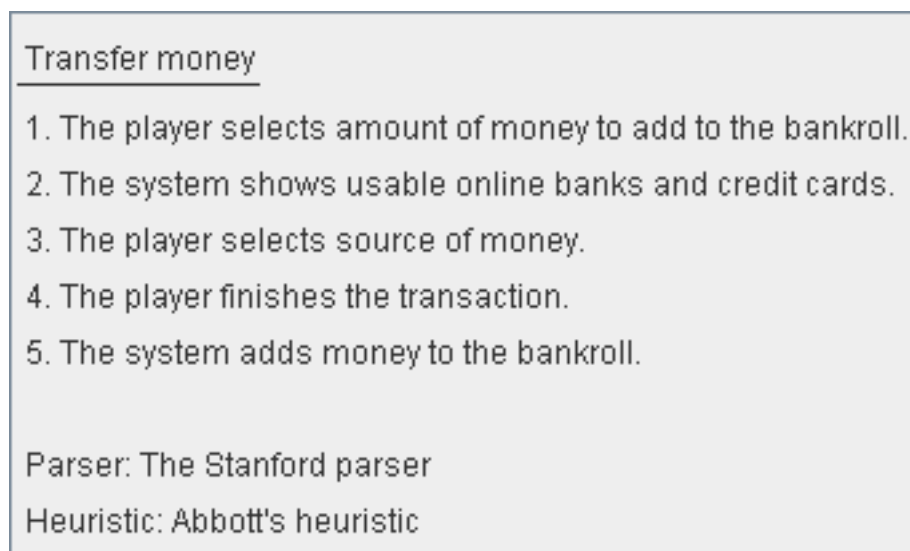 Transfer money
1. The player selects amount of money to add to the bankroll.
2. The system shows usable online banks and credit cards.
3. The player selects source of money.
4. The player finishes the transaction.
5. The system adds money to the bankroll.
Parser: The Stanford parser
Heuristic: Abbott's heuristic